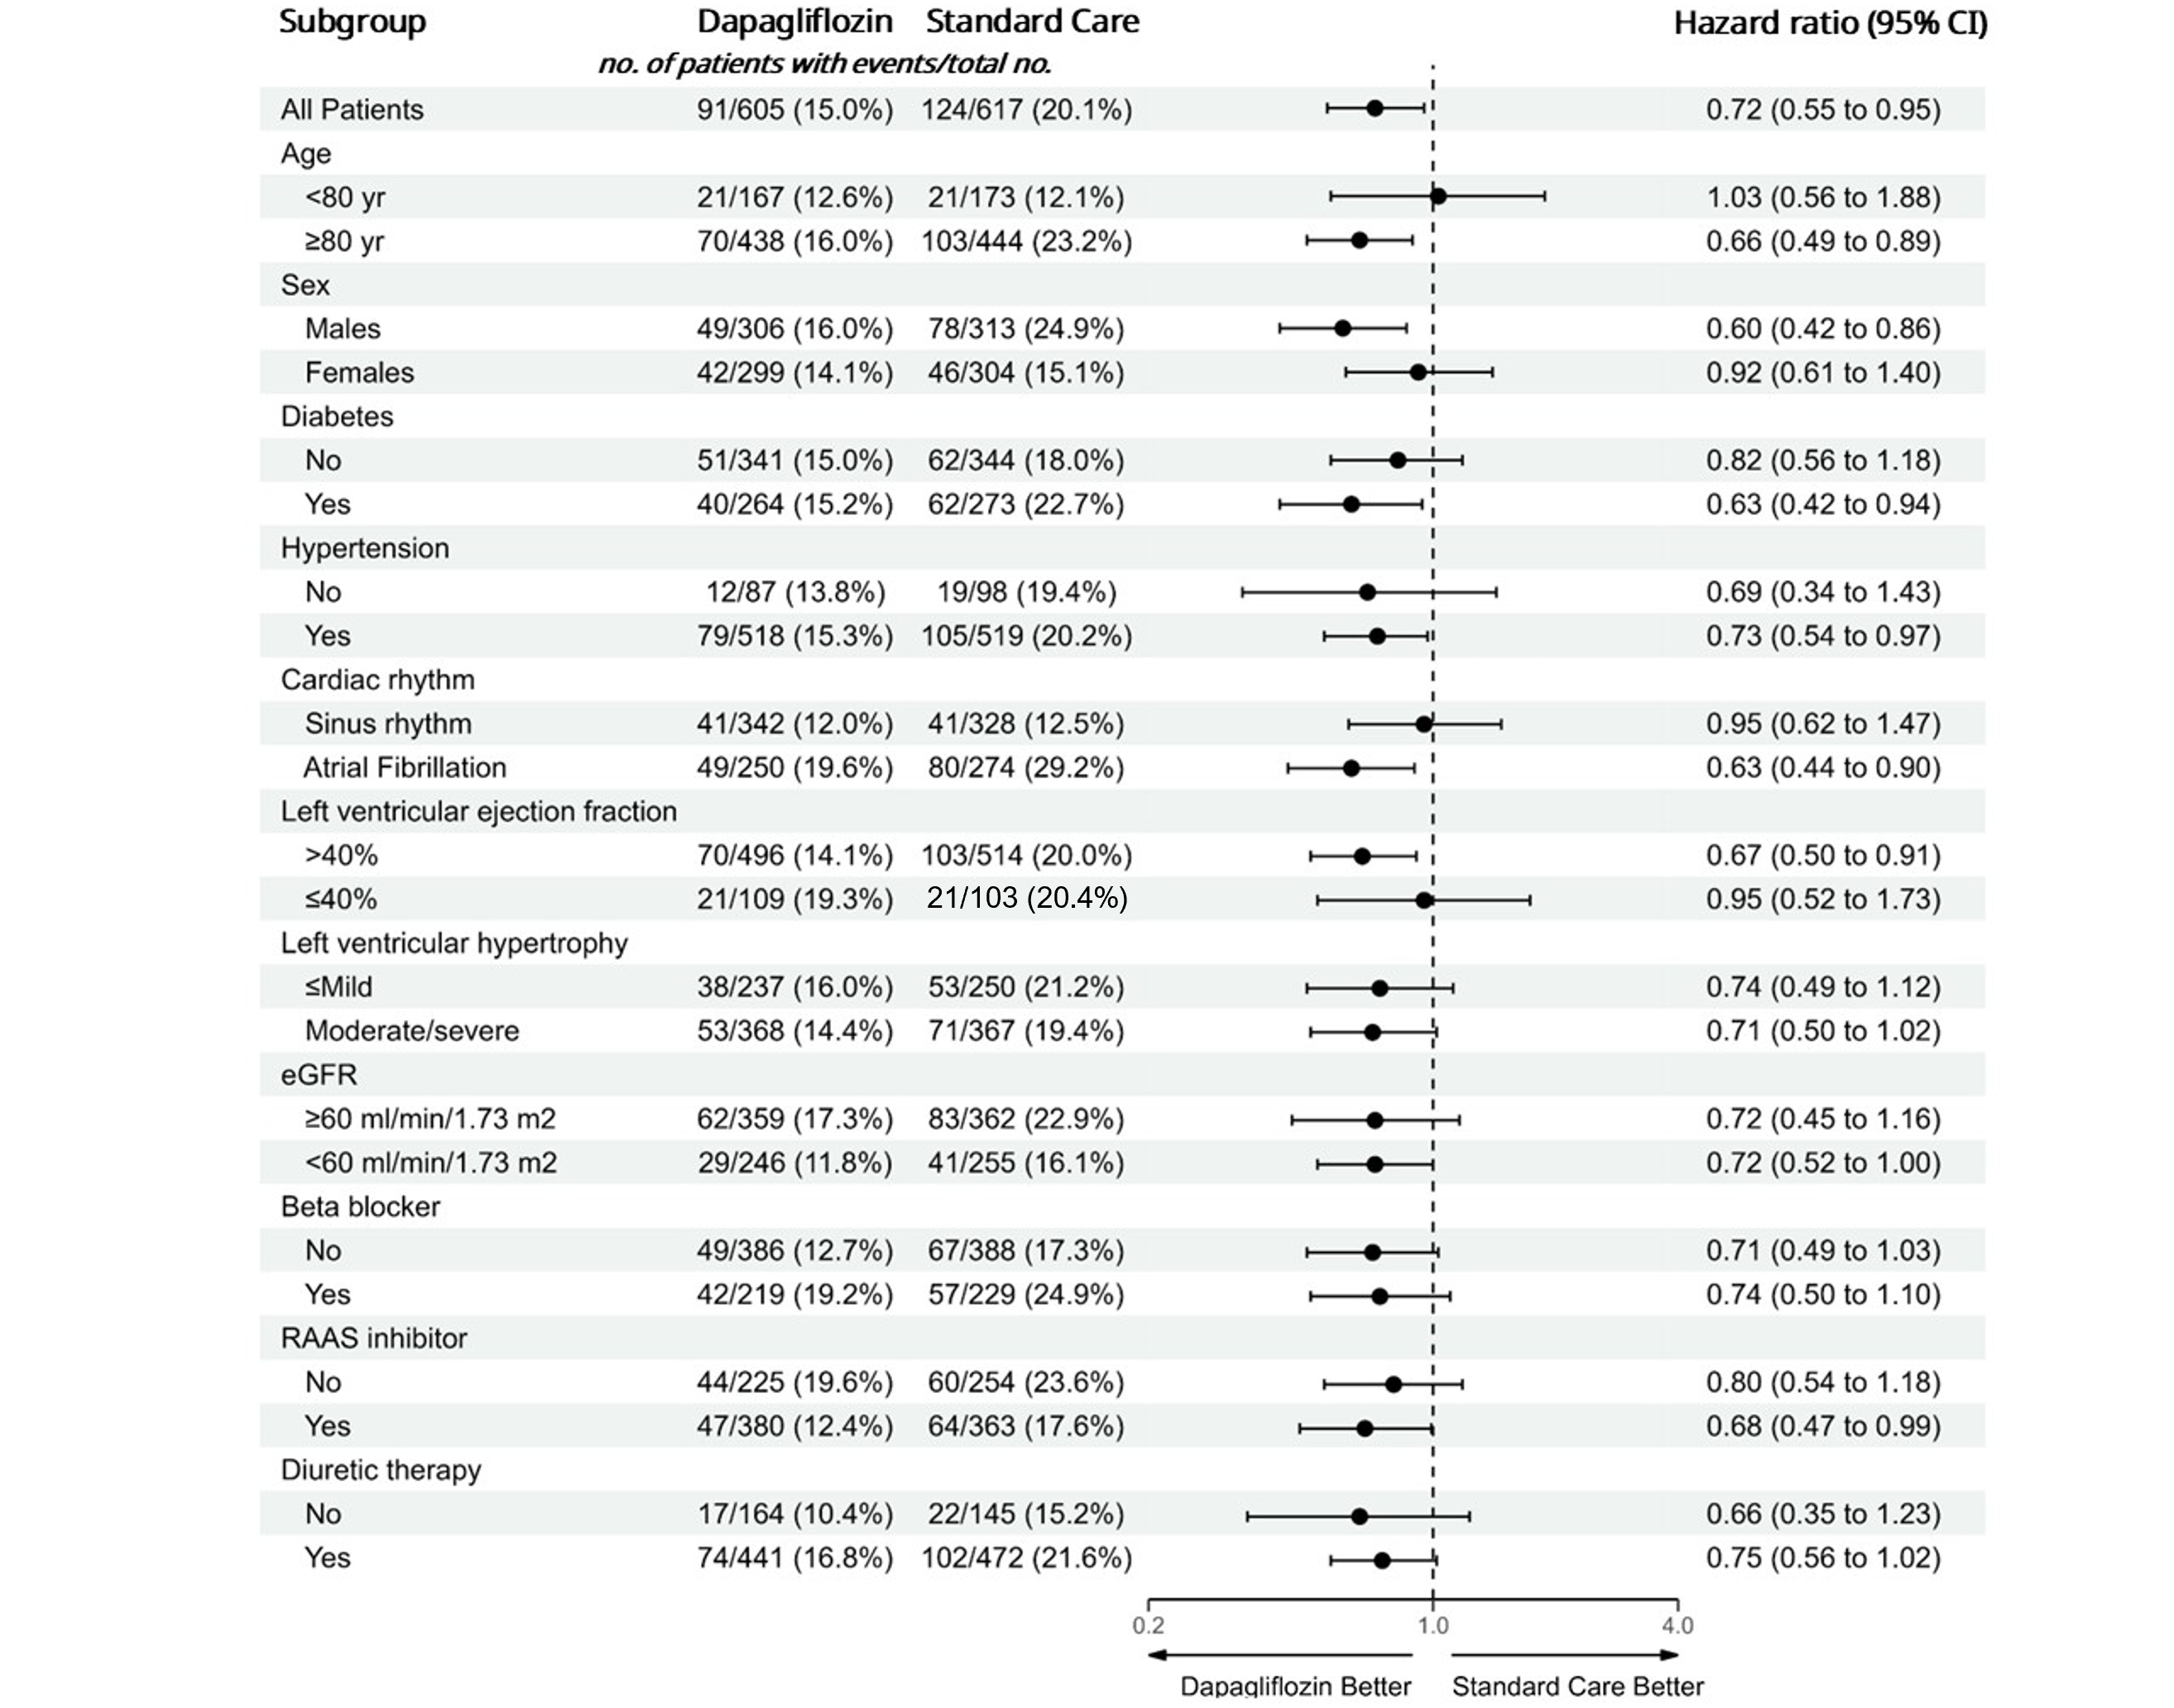 Subgroup Dapagliflozin Standard Care Hazard ratio (95% CI)
no. of patients with events/total no.
All Patients 91/605 (15.0%) 124/617 (20.1%) 0.72 (0.55 to 0.95)
Age
<80 yr 21/167 (12.6%) 21/173 (12.1%) 1.03 (0.56 to 1.88)
≥80 yr 70/438 (16.0%) 103/444 (23.2%) 0.66 (0.49 to 0.89)
Sex
Males 49/306 (16.0%) 78/313 (24.9%) 0.60 (0.42 to 0.86)
Females 42/299 (14.1%) 46/304 (15.1%) 0.92 (0.61 to 1.40)
Diabetes
No 51/341 (15.0%) 62/344 (18.0%) 0.82 (0.56 to 1.18)
Yes 40/264 (15.2%) 62/273 (22.7%) 0.63 (0.42 to 0.94)
Hypertension
No 12/87 (13.8%) 19/98 (19.4%) 0.69 (0.34 to 1.43)
Yes 79/518 (15.3%) 105/519 (20.2%) 0.73 (0.54 to 0.97)
Cardiac rhythm
Sinus rhythm 41/342 (12.0%) 41/328 (12.5%) 0.95 (0.62 to 1.47)
Atrial Fibrillation 49/250 (19.6%) 80/274 (29.2%) 0.63 (0.44 to 0.90)
Left ventricular ejection fraction
>40% 70/496 (14.1%) 103/514 (20.0%) 0.67 (0.50 to 0.91)
≤40% 21/109 (19.3%) 21/103 (20.4%) 0.95 (0.52 to 1.73)
Left ventricular hypertrophy
≤Mild 38/237 (16.0%) 53/250 (21.2%) 0.74 (0.49 to 1.12)
Moderate/severe 53/368 (14.4%) 71/367 (19.4%) 0.71 (0.50 to 1.02)
eGFR
≥60 ml/min/1.73 m2 62/359 (17.3%) 83/362 (22.9%) 0.72 (0.45 to 1.16)
<60 ml/min/1.73 m2 29/246 (11.8%) 41/255 (16.1%) 0.72 (0.52 to 1.00)
Beta blocker
No 49/386 (12.7%) 67/388 (17.3%) 0.71 (0.49 to 1.03)
Yes 42/219 (19.2%) 57/229 (24.9%) 0.74 (0.50 to 1.10)
RAAS inhibitor
No 44/225 (19.6%) 60/254 (23.6%) 0.80 (0.54 to 1.18)
Yes 47/380 (12.4%) 64/363 (17.6%) 0.68 (0.47 to 0.99)
Diuretic therapy
No 17/164 (10.4%) 22/145 (15.2%) 0.66 (0.35 to 1.23)
Yes 74/441 (16.8%) 102/472 (21.6%) 0.75 (0.56 to 1.02)
0.2 1.0 4.0
Dapagliflozin Better Standard Care Better